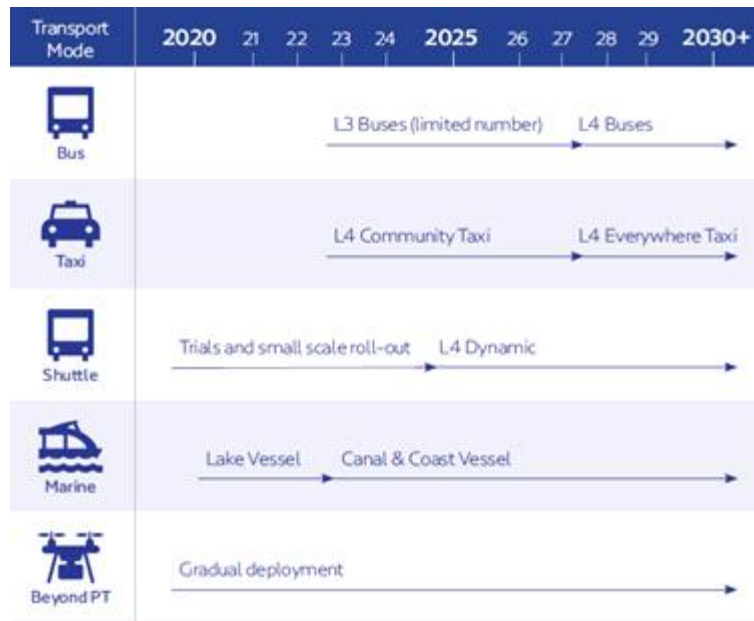 Transport
Mode
2020 21 22 23 24 2025 26 27 28 29 2030+
Bus
L3 Buses (limited number) L4 Buses
Taxi
L4 Community Taxi L4 Everywhere Taxi
Shuttle
Trials and small scale roll-out L4 Dynamic
Marine
Lake Vessel Canal & Coast Vessel
Beyond PT
Gradual deployment